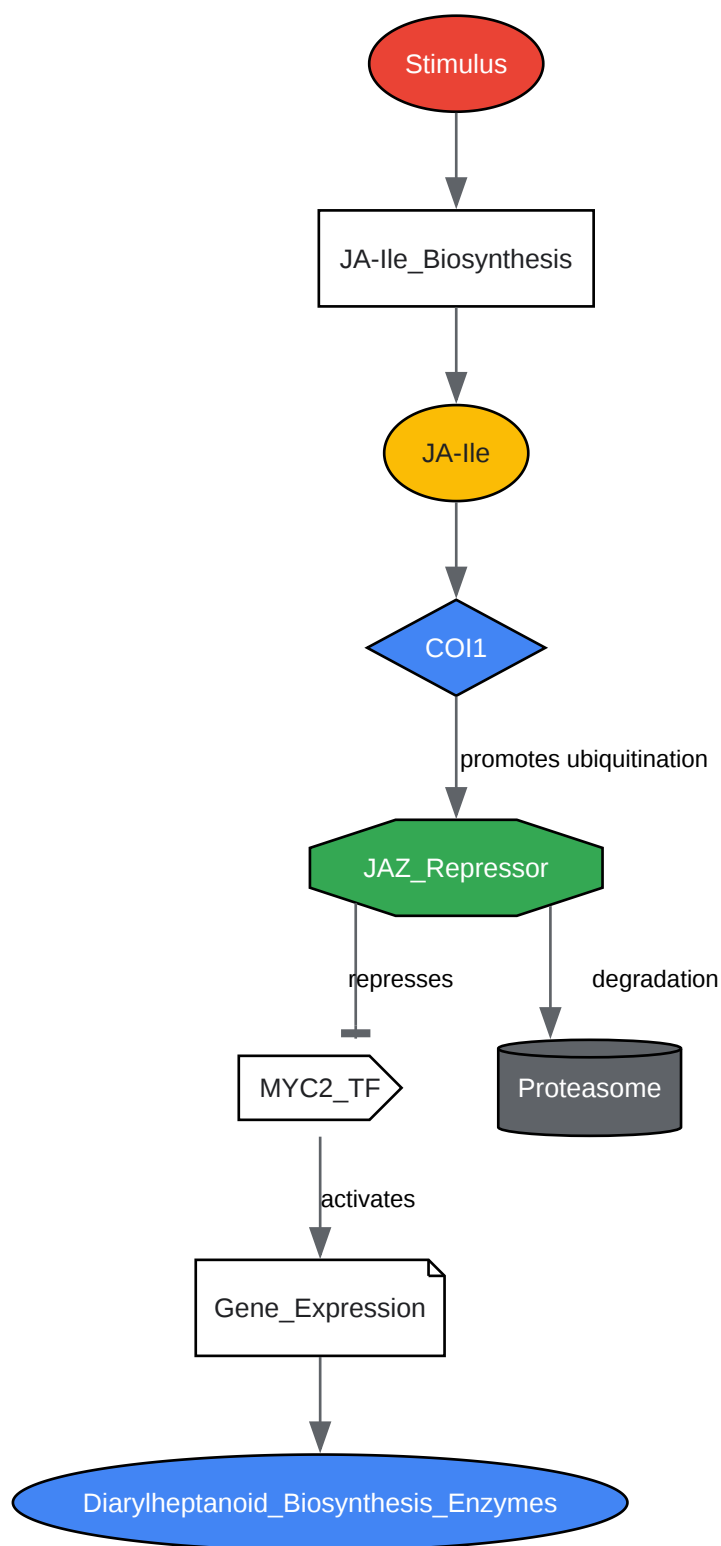 Stimulus
JA-Ile_Biosynthesis
JA-Ile
COI1
promotes ubiquitination
JAZ_Repressor
represses
degradation
MYC2_TF
Proteasome
activates
Gene_Expression
Diarylheptanoid_Biosynthesis_Enzymes